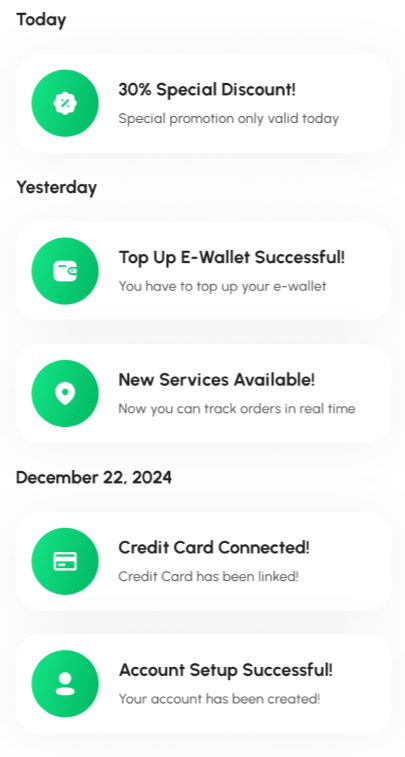 Today
30% Special Discount!
Special promotion only valid today
Yesterday
Top Up E-Wallet Successful!
You have to top up your e-wallet
New Services Available!
Now you can track orders in real time
December 22, 2024
Credit Card Connected!
Credit Card has been linked!
Account Setup Successful!
Your account has been created!